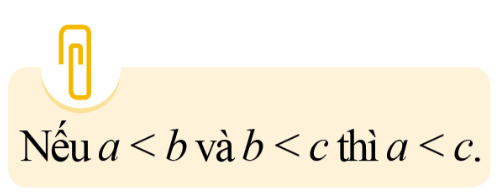 Nếu a < b và b < c thì a < c.